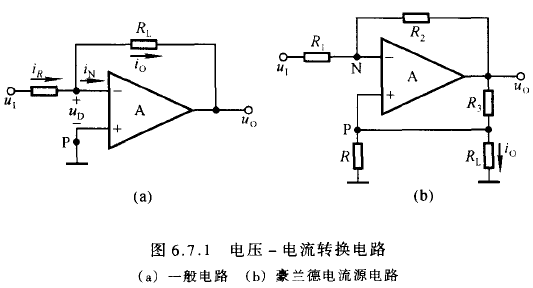 R_L
i_R
i_N
i_O
u_I
+
u_D
−
P
−
A
+
u_O
(a)
R_2
R_1
u_I
N
−
A
+
u_O
R_3
P
R
R_L
i_O
(b)
图 6.7.1 电压–电流转换电路
(a) 一般电路 (b) 豪兰德电流源电路